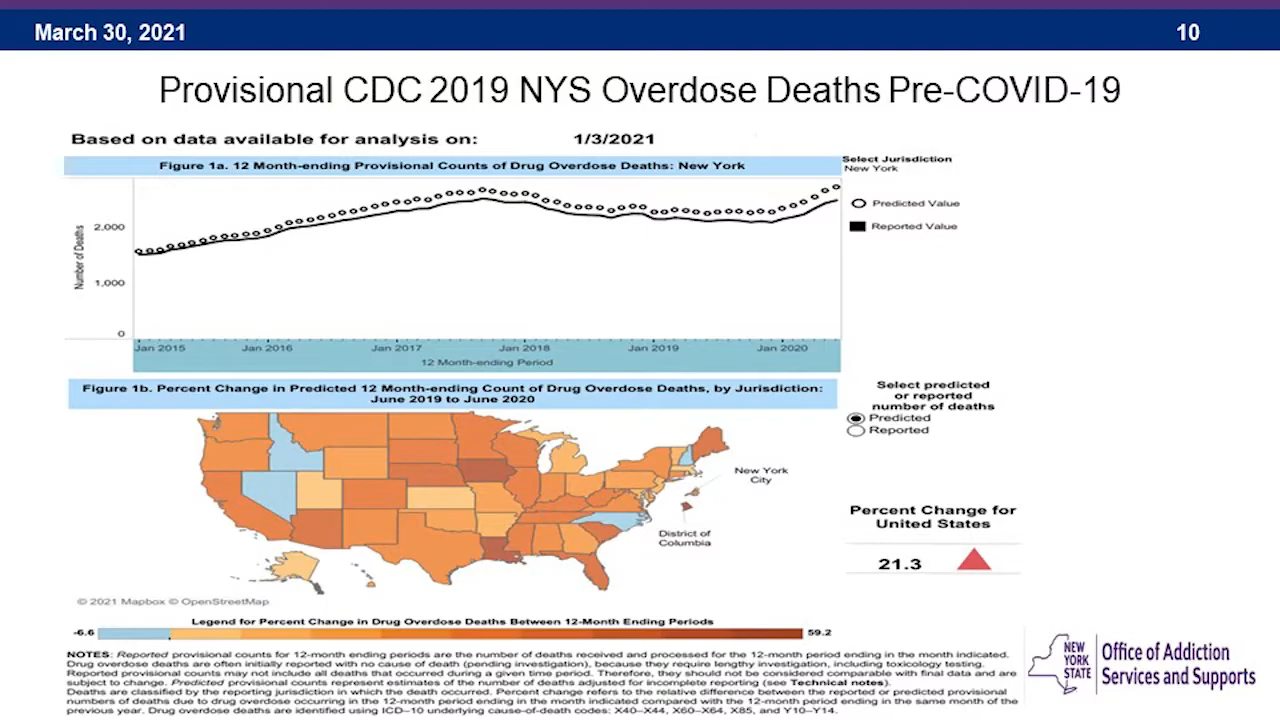 March 30, 2021
10
Provisional CDC 2019 NYS Overdose Deaths Pre-COVID-19
Based on data available for analysis on: 1/3/2021
Figure 1a. 12 Month-ending Provisional Counts of Drug Overdose Deaths: New York
Select Jurisdiction
New York
Predicted Value
Reported Value
Number of Deaths
2,000
1,000
0
Jan 2015 Jan 2016 Jan 2017 Jan 2018 Jan 2019 Jan 2020
12 Month-ending Period
Figure 1b. Percent Change in Predicted 12 Month-ending Count of Drug Overdose Deaths, by Jurisdiction:
June 2019 to June 2020
Select predicted
or reported
number of deaths
Predicted
Reported
New York
City
District of
Columbia
Percent Change for
United States
21.3
© 2021 Mapbox © OpenStreetMap
Legend for Percent Change in Drug Overdose Deaths Between 12-Month Ending Periods
-6.6
59.2
NOTES: Reported provisional counts for 12-month ending periods are the number of deaths received and processed for the 12-month period ending in the month indicated.
Drug overdose deaths are often initially reported with no cause of death (pending investigation), because they require lengthy investigation, including toxicology testing.
Reported provisional counts may not include all deaths that occurred during a given time period. Therefore, they should not be considered comparable with final data and are
subject to change. Predicted provisional counts represent estimates of the number of deaths adjusted for incomplete reporting (see Technical notes).
Deaths are classified by the reporting jurisdiction in which the death occurred. Percent change refers to the relative difference between the reported or predicted provisional
numbers of deaths due to drug overdose occurring in the 12-month period ending in the month indicated compared with the 12-month period ending in the same month of the
previous year. Drug overdose deaths are identified using ICD–10 underlying cause-of-death codes: X40–X44, X60–X64, X85, and Y10–Y14.
NEW
YORK
STATE
Office of Addiction
Services and Supports